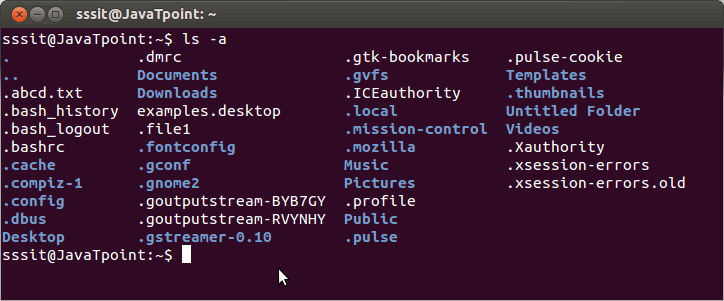 sssit@JavaTpoint: ~
sssit@JavaTpoint:~$ ls -a
. .dmrc .gtk-bookmarks .pulse-cookie
.. Documents .gvfs Templates
.abcd.txt Downloads .ICEauthority .thumbnails
.bash_history examples.desktop .local Untitled Folder
.bash_logout .file1 .mission-control Videos
.bashrc .fontconfig .mozilla .Xauthority
.cache .gconf Music .xsession-errors
.compiz-1 .gnome2 Pictures .xsession-errors.old
.config .goutputstream-BYB7GY .profile
.dbus .goutputstream-RVYNHY Public
Desktop .gstreamer-0.10 .pulse
sssit@JavaTpoint:~$